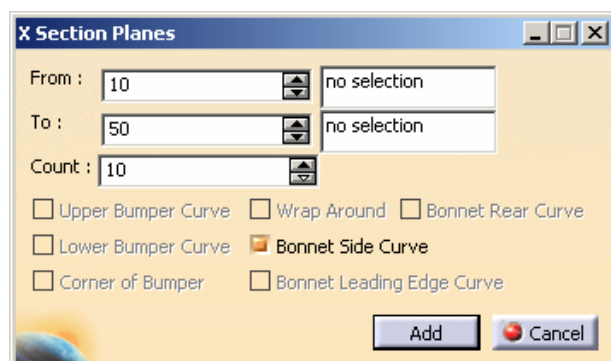 X Section Planes
From : 10 no selection
To : 50 no selection
Count : 10
Upper Bumper Curve Wrap Around Bonnet Rear Curve
Lower Bumper Curve Bonnet Side Curve
Corner of Bumper Bonnet Leading Edge Curve
Add Cancel